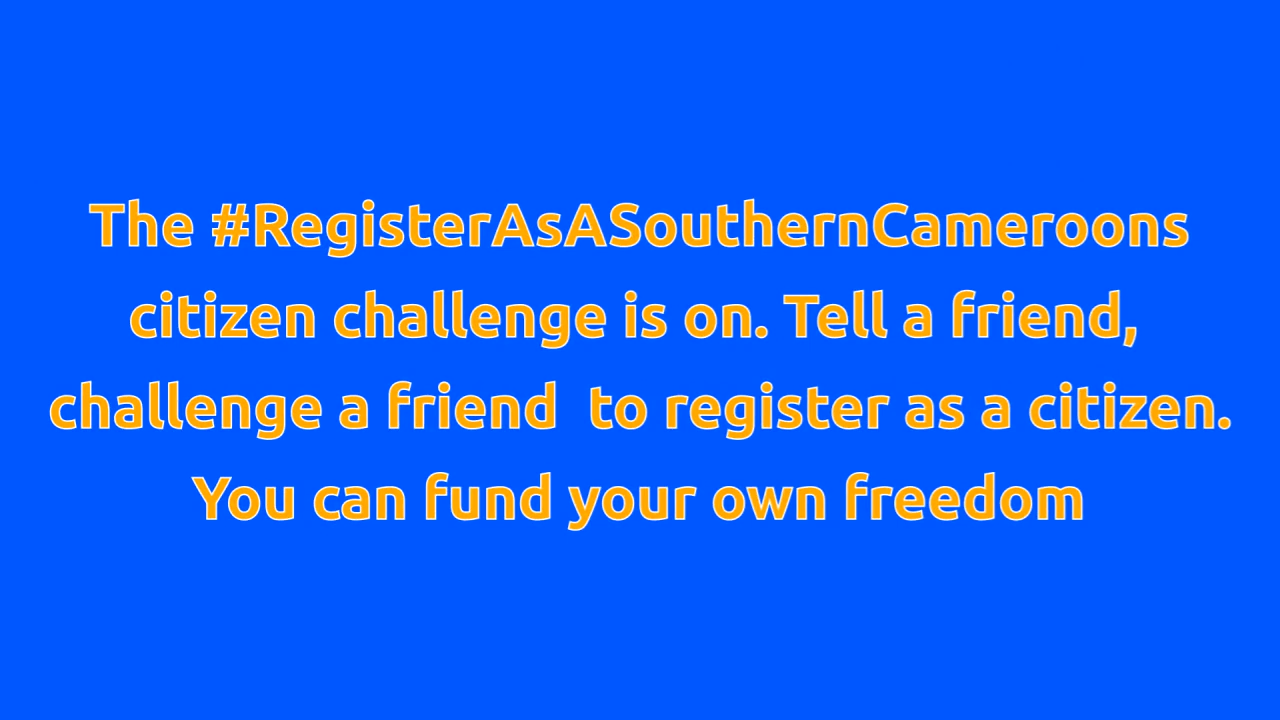 The #RegisterAsASouthernCameroons
citizen challenge is on. Tell a friend,
challenge a friend  to register as a citizen.
You can fund your own freedom